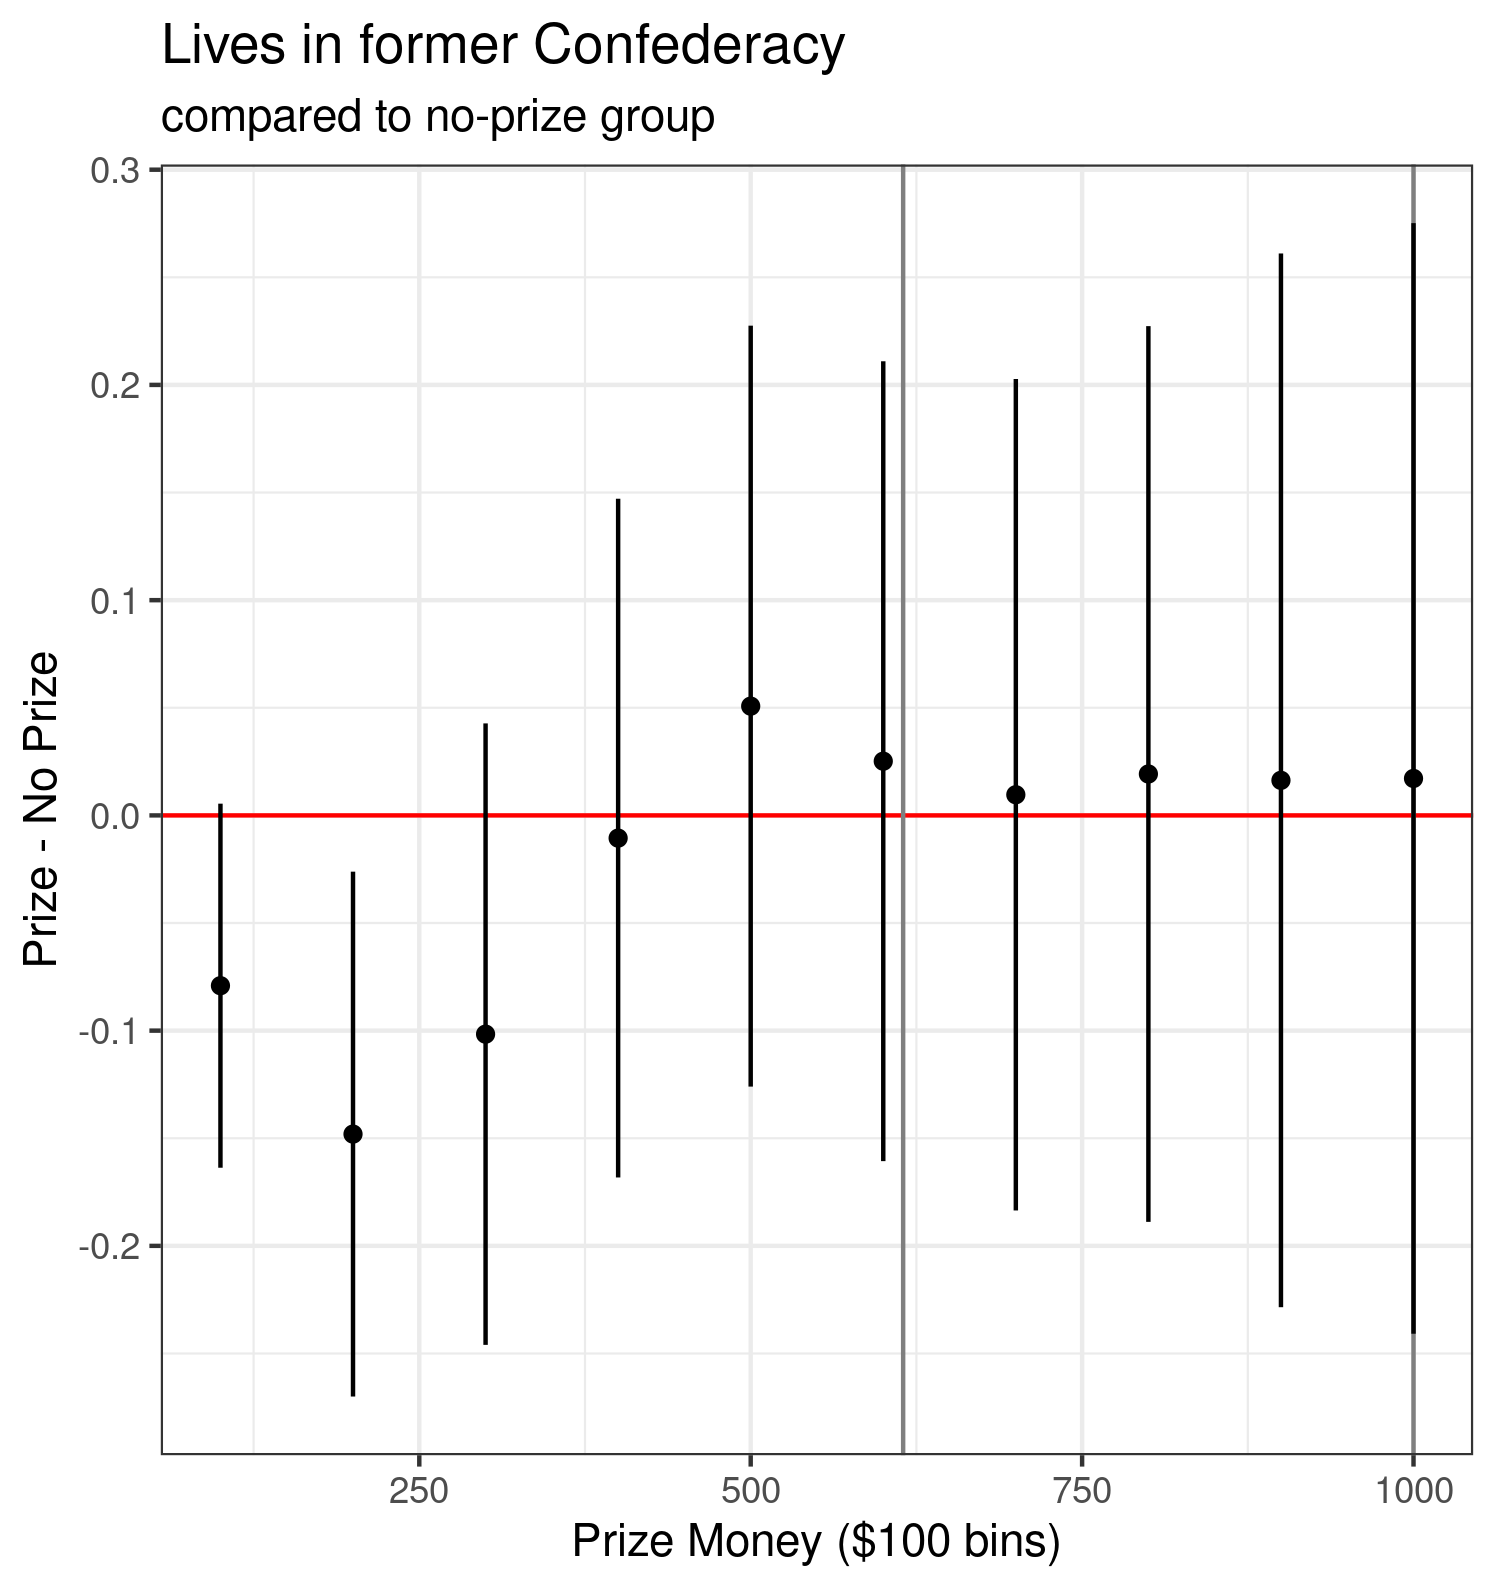 Lives in former Confederacy
compared to no-prize group
0.3
0.2
0.1
0.0
-0.1
-0.2
Prize - No Prize
250 500 750 1000
Prize Money ($100 bins)